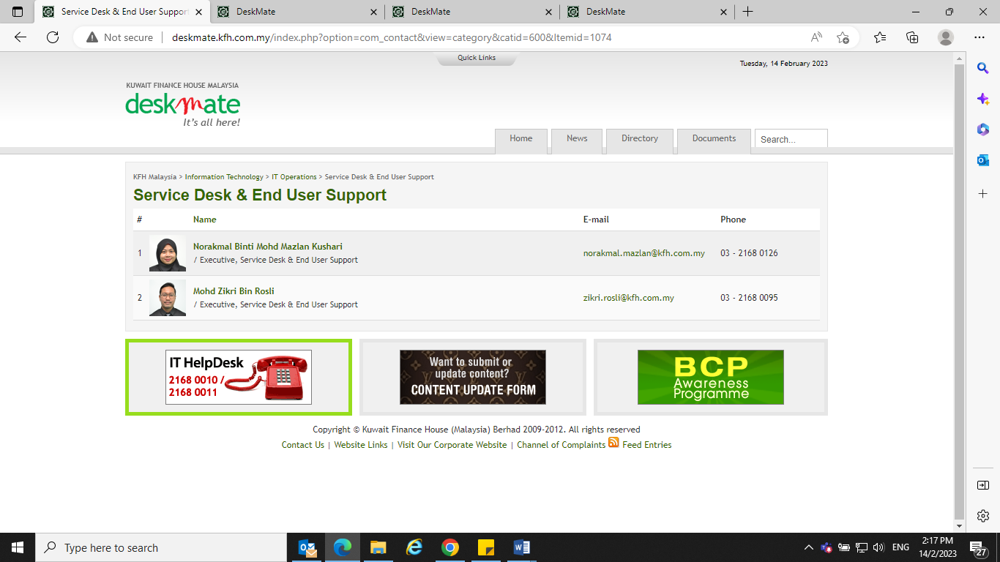 Service Desk & End User Suppor
DeskMate
DeskMate
DeskMate
Not secure
deskmate.kfh.com.my/index.php?option=com_contact&view=category&catid=600&Itemid=1074
Quick Links
Tuesday, 14 February 2023
KUWAIT FINANCE HOUSE MALAYSIA
deskmate
It's all here!
Home News Directory Documents Search...
KFH Malaysia > Information Technology > IT Operations > Service Desk & End User Support
Service Desk & End User Support
# Name E-mail Phone
1 Norakmal Binti Mohd Mazlan Kushari norakmal.mazlan@kfh.com.my 03 - 2168 0126
/ Executive, Service Desk & End User Support
2 Mohd Zikri Bin Rosli zikri.rosli@kfh.com.my 03 - 2168 0095
/ Executive, Service Desk & End User Support
IT HelpDesk
2168 0010 /
2168 0011
Want to submit or
update content?
CONTENT UPDATE FORM
BCP
Awareness
Programme
Copyright © Kuwait Finance House (Malaysia) Berhad 2009-2012. All rights reserved
Contact Us | Website Links | Visit Our Corporate Website | Channel of Complaints Feed Entries
Type here to search
ENG
2:17 PM
14/2/2023
27